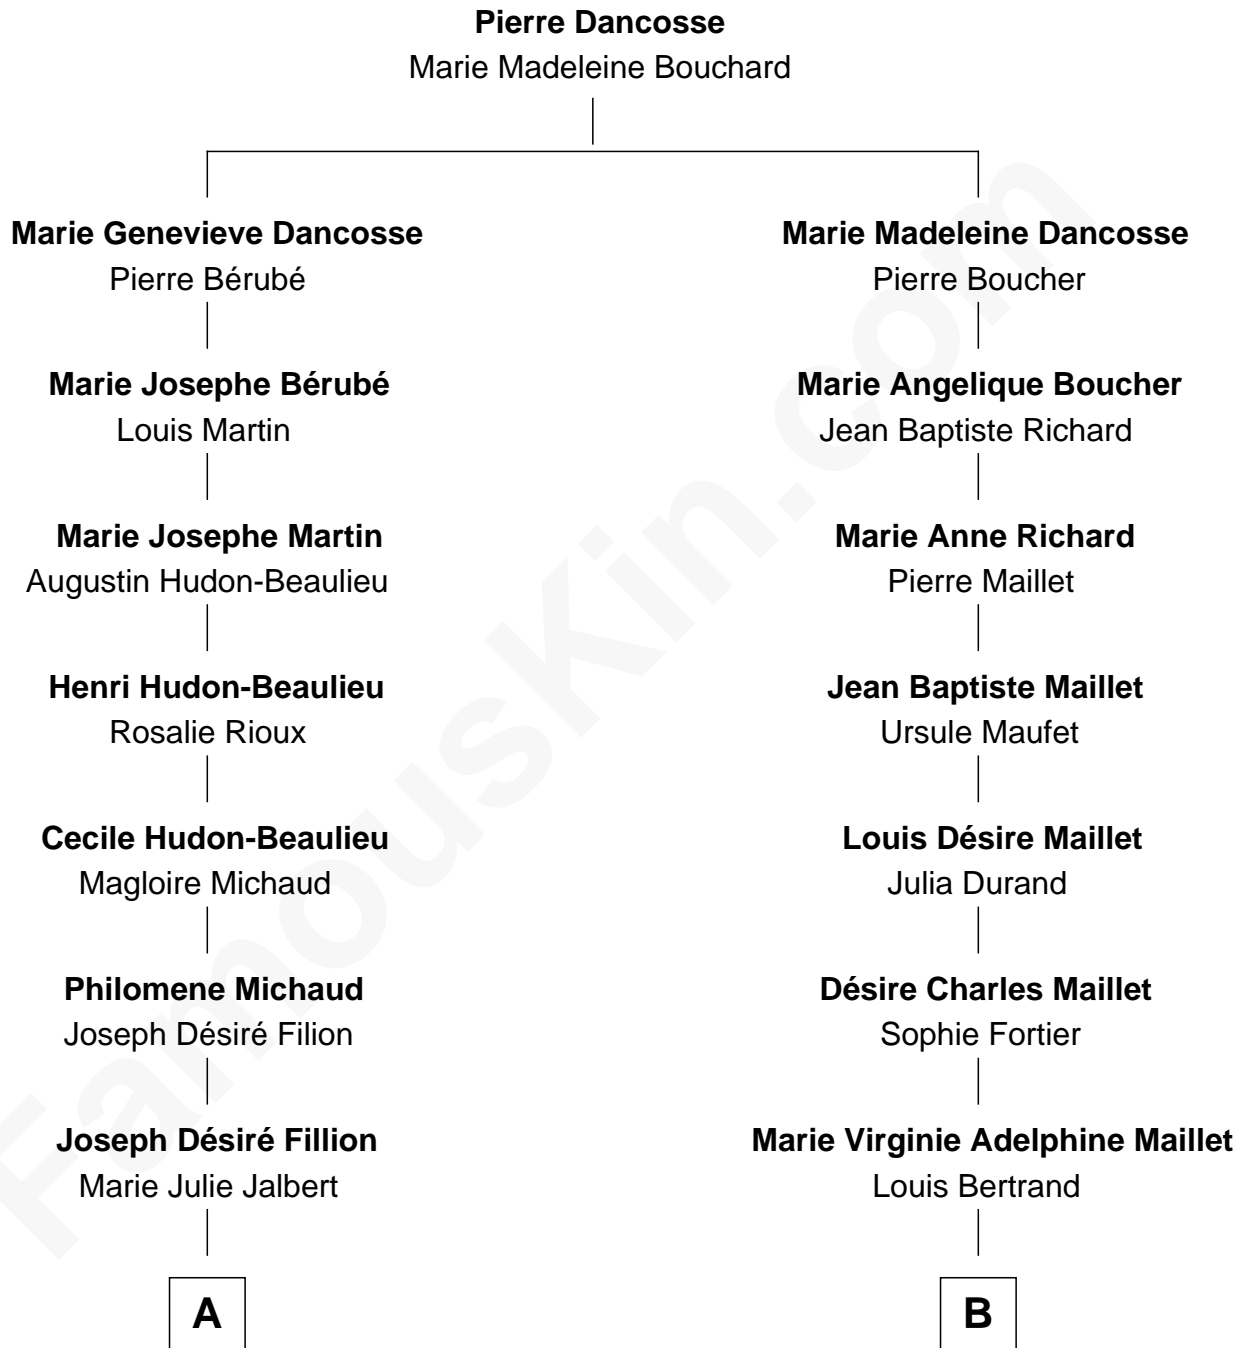 Pierre Dancosse
Marie Madeleine Bouchard
Marie Genevieve Dancosse
Pierre Bérubé
Marie Josephe Bérubé
Louis Martin
Marie Josephe Martin
Augustin Hudon-Beaulieu
Henri Hudon-Beaulieu
Rosalie Rioux
Cecile Hudon-Beaulieu
Magloire Michaud
Philomene Michaud
Joseph Désiré Filion
Joseph Désiré Fillion
Marie Julie Jalbert
A
Marie Madeleine Dancosse
Pierre Boucher
Marie Angelique Boucher
Jean Baptiste Richard
Marie Anne Richard
Pierre Maillet
Jean Baptiste Maillet
Ursule Maufet
Louis Désire Maillet
Julia Durand
Désire Charles Maillet
Sophie Fortier
Marie Virginie Adelphine Maillet
Louis Bertrand
B
FamousKin.com